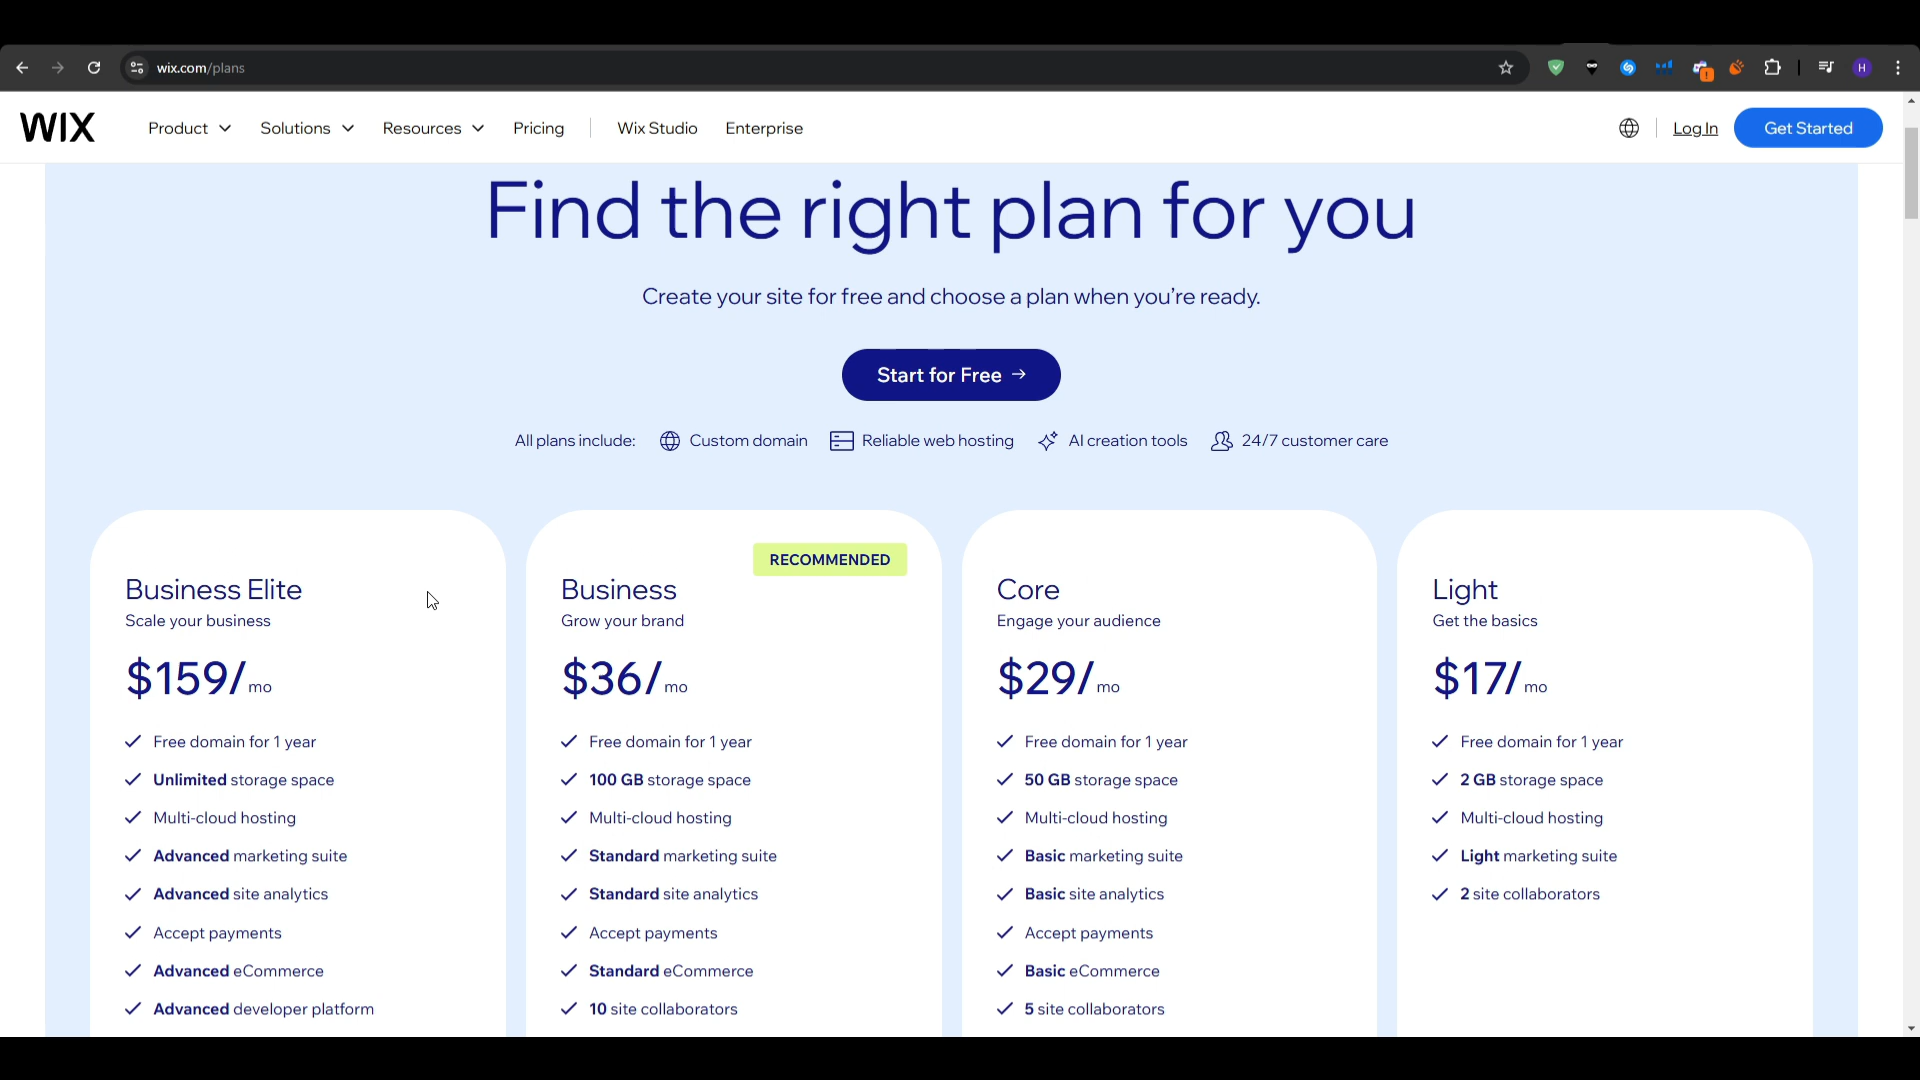 wix.com/plans
H
WIX
Product
Solutions
Resources
Pricing
Wix Studio
Enterprise
Log In
Get Started
Find the right plan for you
Create your site for free and choose a plan when you're ready.
Start for Free →
All plans include:
Custom domain
Reliable web hosting
AI creation tools
24/7 customer care
Business Elite
Scale your business
$159/mo
Free domain for 1 year
Unlimited storage space
Multi-cloud hosting
Advanced marketing suite
Advanced site analytics
Accept payments
Advanced eCommerce
Advanced developer platform
RECOMMENDED
Business
Grow your brand
$36/mo
Free domain for 1 year
100 GB storage space
Multi-cloud hosting
Standard marketing suite
Standard site analytics
Accept payments
Standard eCommerce
10 site collaborators
Core
Engage your audience
$29/mo
Free domain for 1 year
50 GB storage space
Multi-cloud hosting
Basic marketing suite
Basic site analytics
Accept payments
Basic eCommerce
5 site collaborators
Light
Get the basics
$17/mo
Free domain for 1 year
2 GB storage space
Multi-cloud hosting
Light marketing suite
2 site collaborators